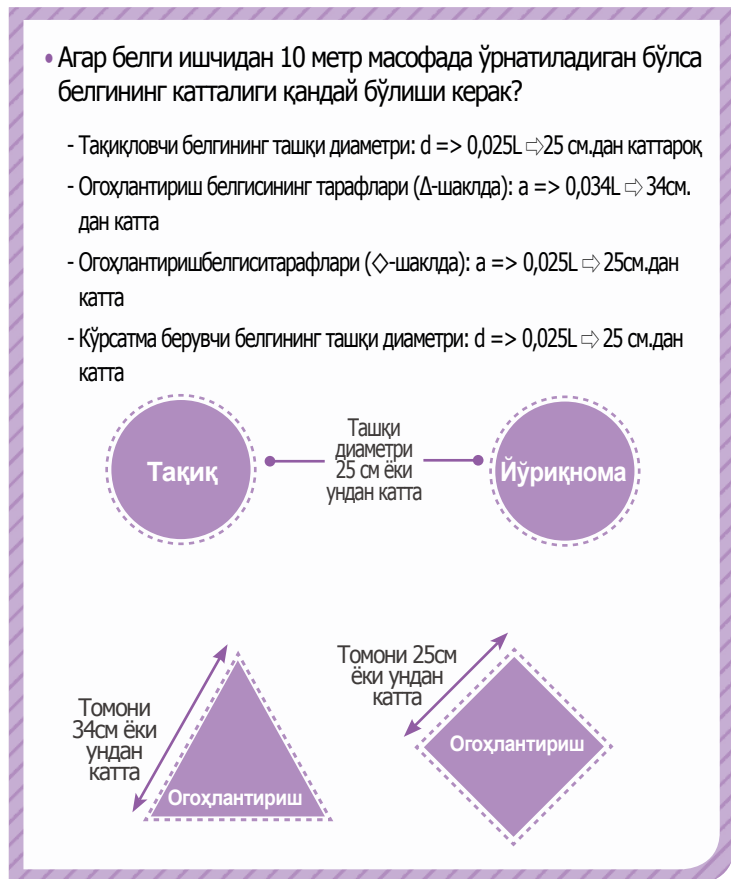 • Агар белги ишчидан 10 метр масофада ўрнатиладиган бўлса
белгининг катталиги қандай бўлиши керак?
- Тақиқловчи белгининг ташқи диаметри: d => 0,025L ⇨25 см.дан каттароқ
- Огоҳлантириш белгисининг тарафлари (Δ-шаклда): a => 0,034L ⇨ 34см.
дан катта
- Огоҳлантиришбелгиситарафлари (◇-шаклда): a => 0,025L ⇨ 25см.дан
катта
- Кўрсатма берувчи белгининг ташқи диаметри: d => 0,025L ⇨ 25 см.дан
катта
Тақиқ
Ташқи
диаметри
25 см ёки
ундан катта
Йўриқнома
Томони
34см ёки
ундан
катта
Огоҳлантириш
Томони 25см
ёки ундан
катта
Огоҳлантириш